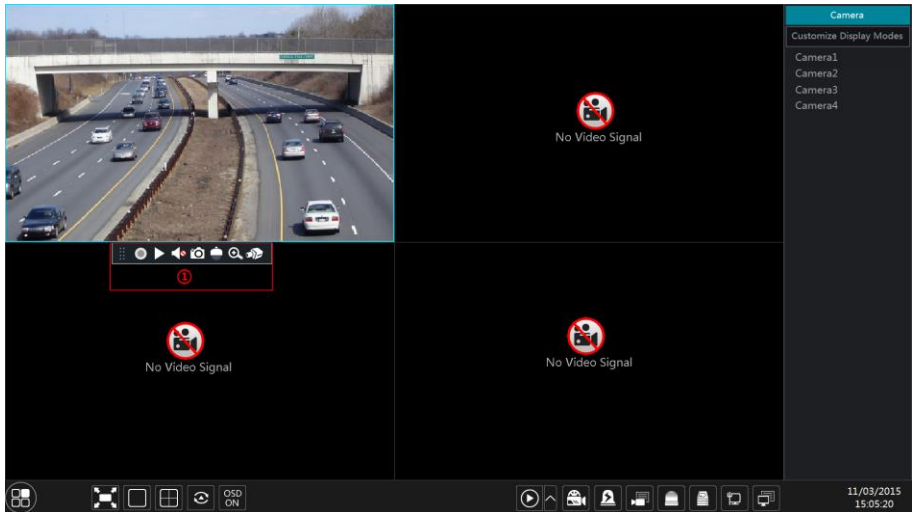 Camera
Customize Display Modes
Camera1
Camera2
Camera3
Camera4
No Video Signal
①
No Video Signal
No Video Signal
OSD
ON
11/03/2015
15:05:20